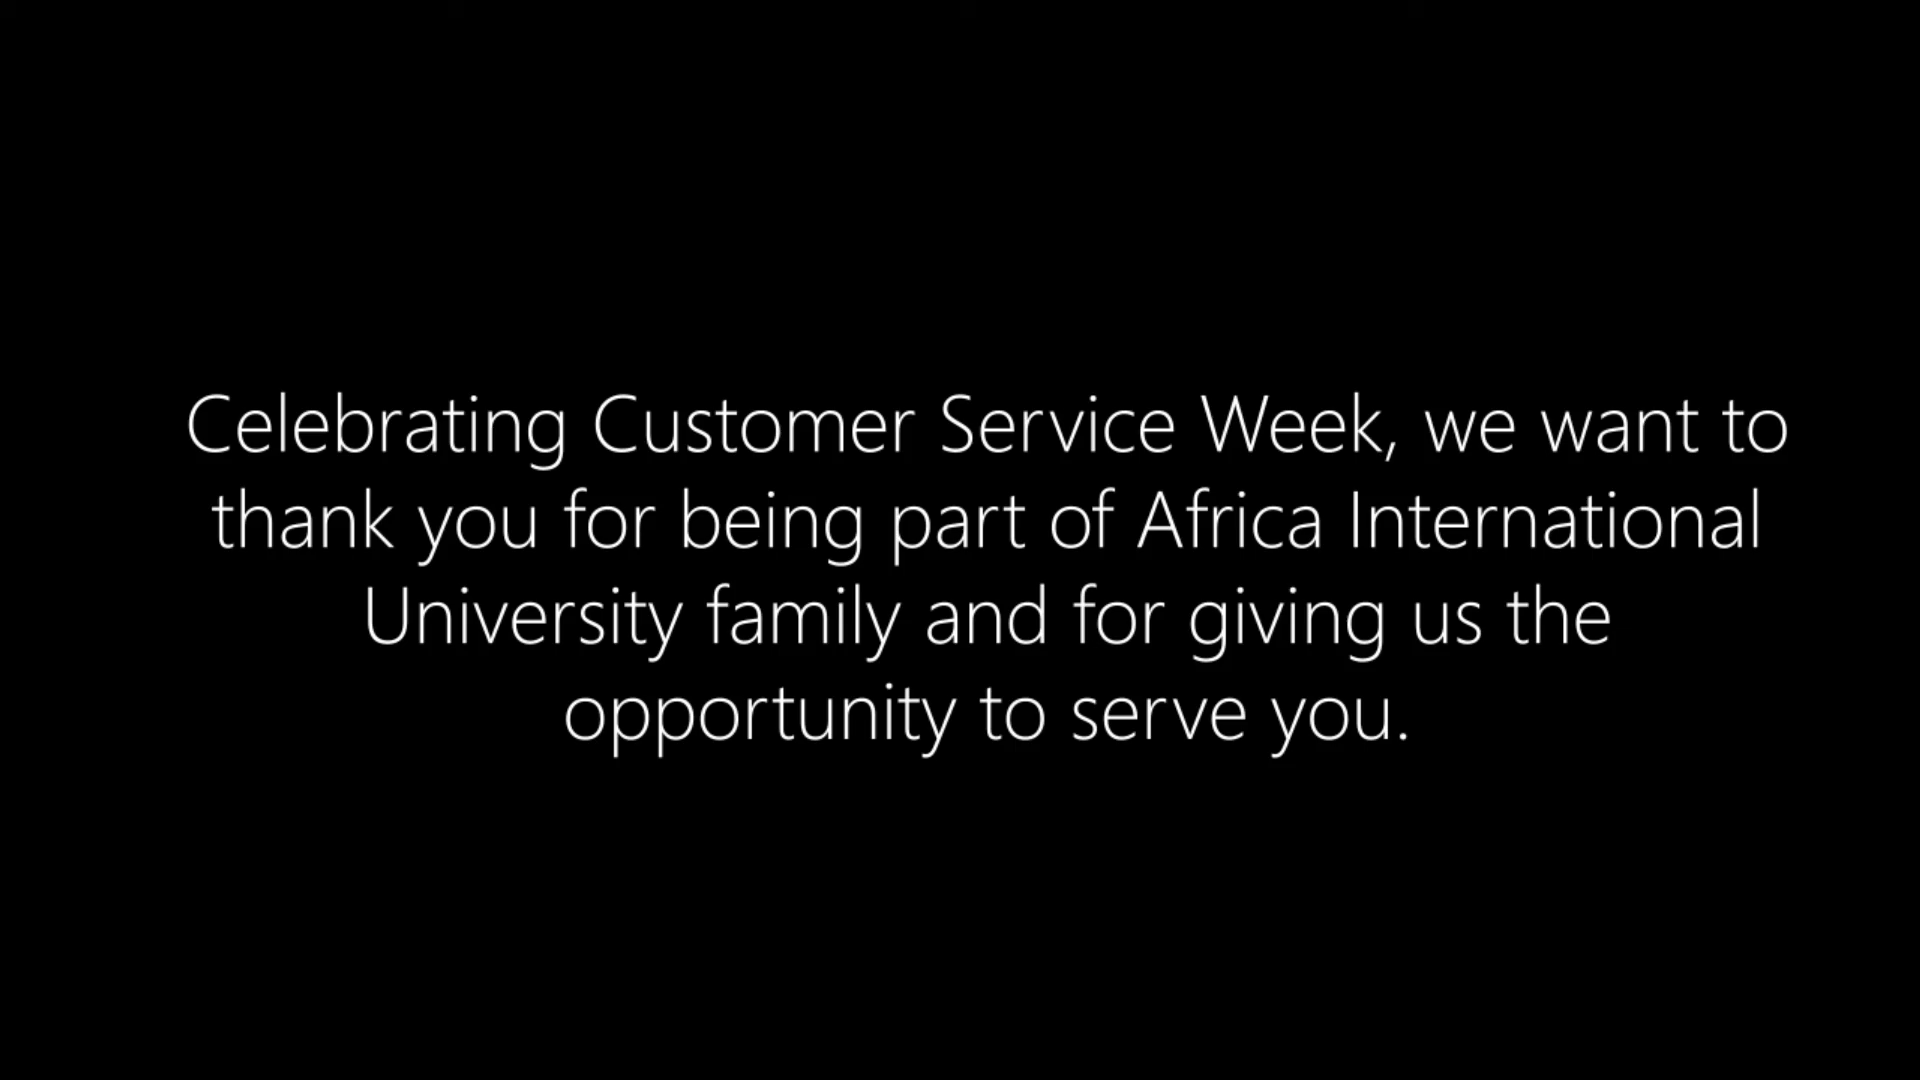 Celebrating Customer Service Week, we want to
thank you for being part of Africa International
University family and for giving us the
opportunity to serve you.